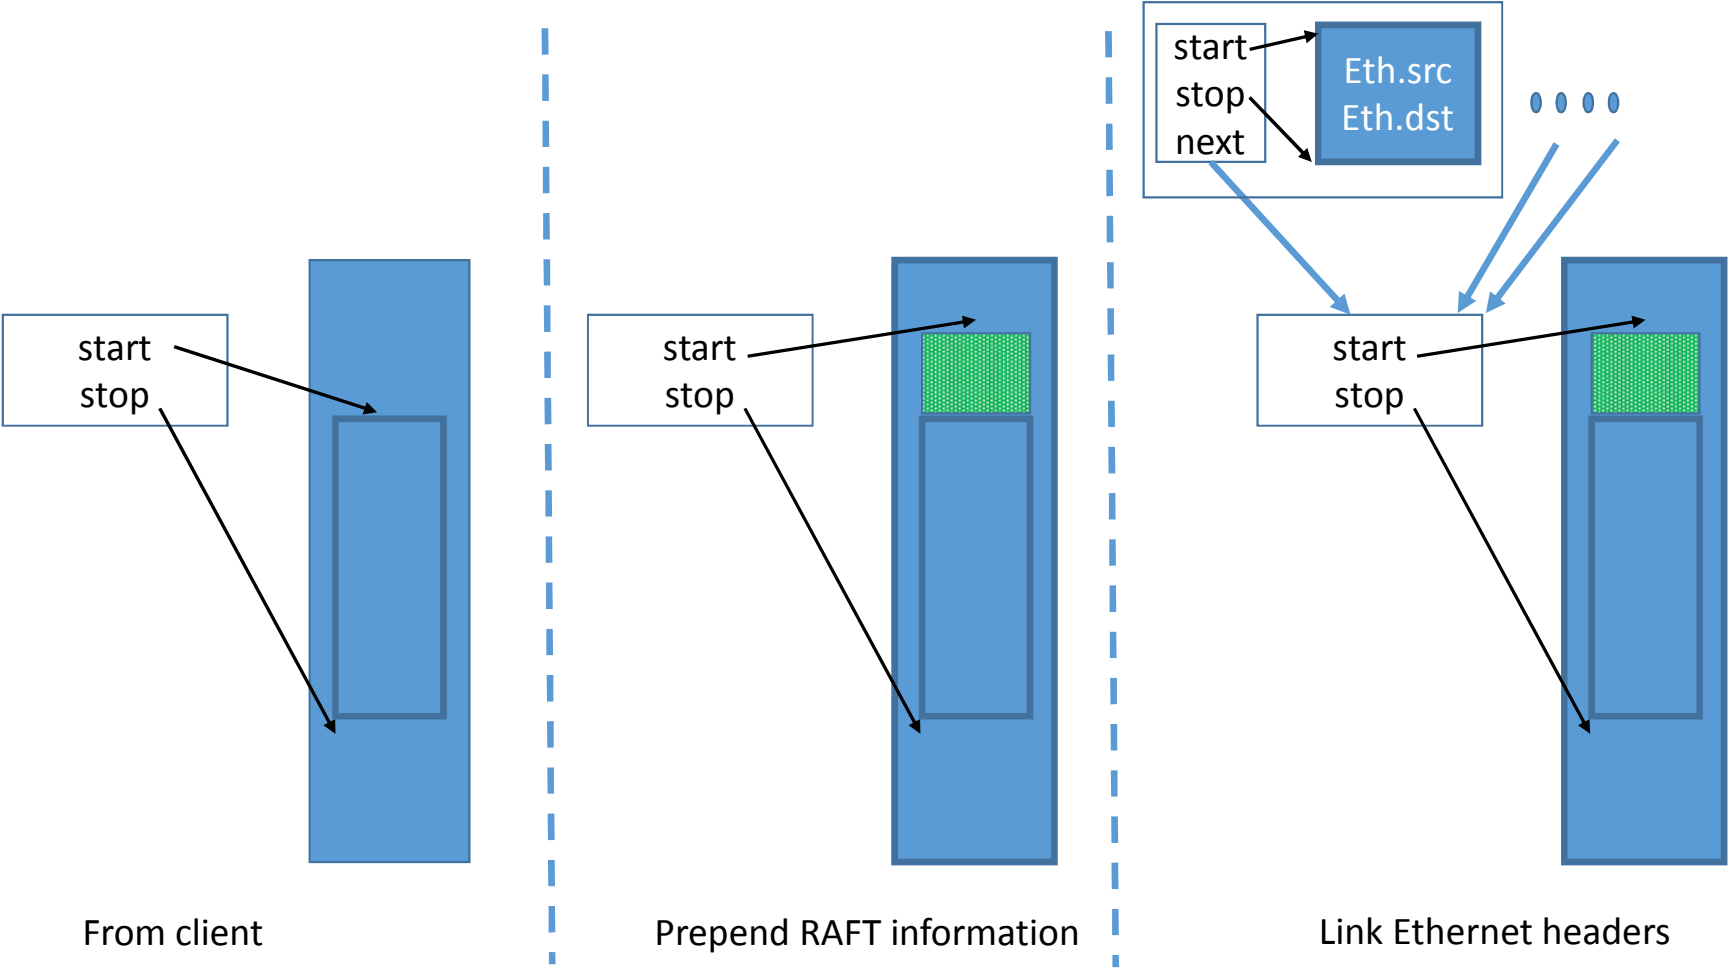 start
stop
From client
start
stop
Prepend RAFT information
start
stop
next
Eth.src
Eth.dst
start
stop
Link Ethernet headers